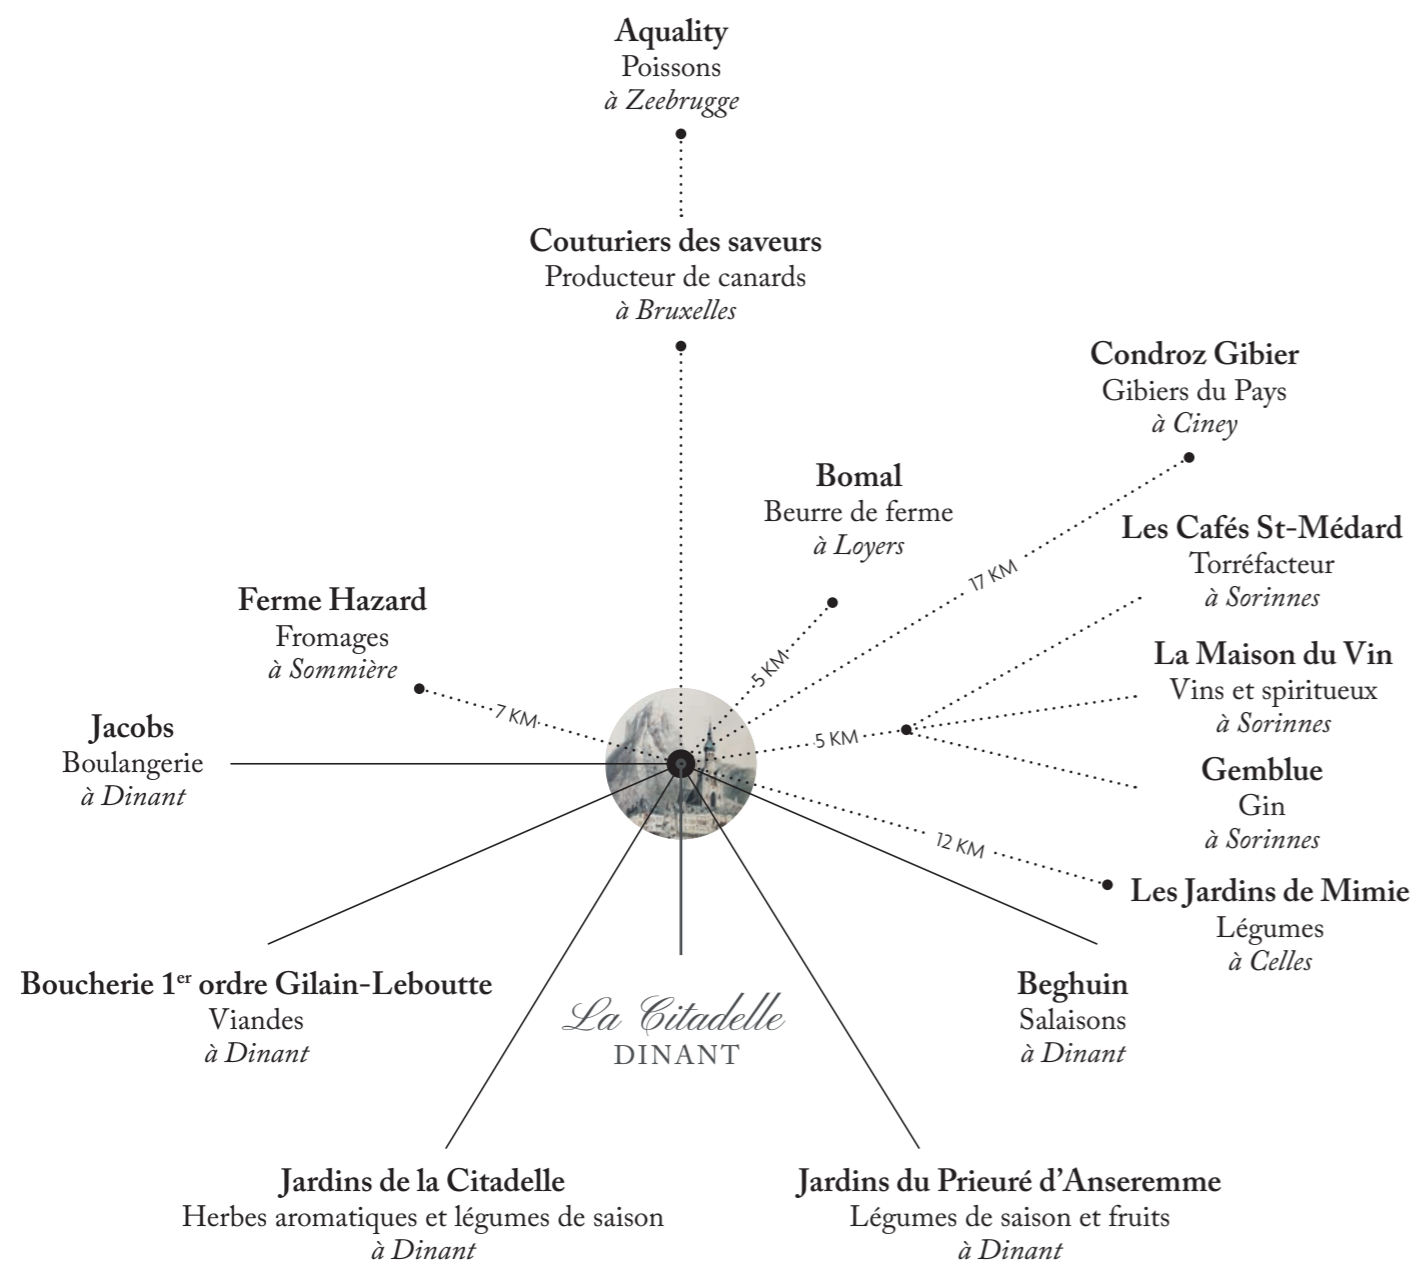 Aquality
Poissons
à Zeebrugge
Couturiers des saveurs
Producteur de canards
à Bruxelles
Condroz Gibier
Gibiers du Pays
à Ciney
Bomal
Beurre de ferme
à Loyers
17 KM
Les Cafés St-Médard
Torréfacteur
à Sorinnes
Ferme Hazard
Fromages
à Sommière
5 KM
La Maison du Vin
Vins et spiritueux
à Sorinnes
7 KM
Jacobs
Boulangerie
à Dinant
5 KM
Gemblue
Gin
à Sorinnes
12 KM
Les Jardins de Mimie
Légumes
à Celles
Boucherie 1er ordre Gilain-Leboutte
Viandes
à Dinant
La Citadelle
DINANT
Beghuin
Salaisons
à Dinant
Jardins de la Citadelle
Herbes aromatiques et légumes de saison
à Dinant
Jardins du Prieuré d’Anseremme
Légumes de saison et fruits
à Dinant